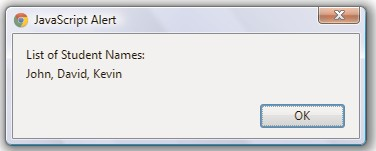 JavaScript Alert
List of Student Names:
John, David, Kevin
OK